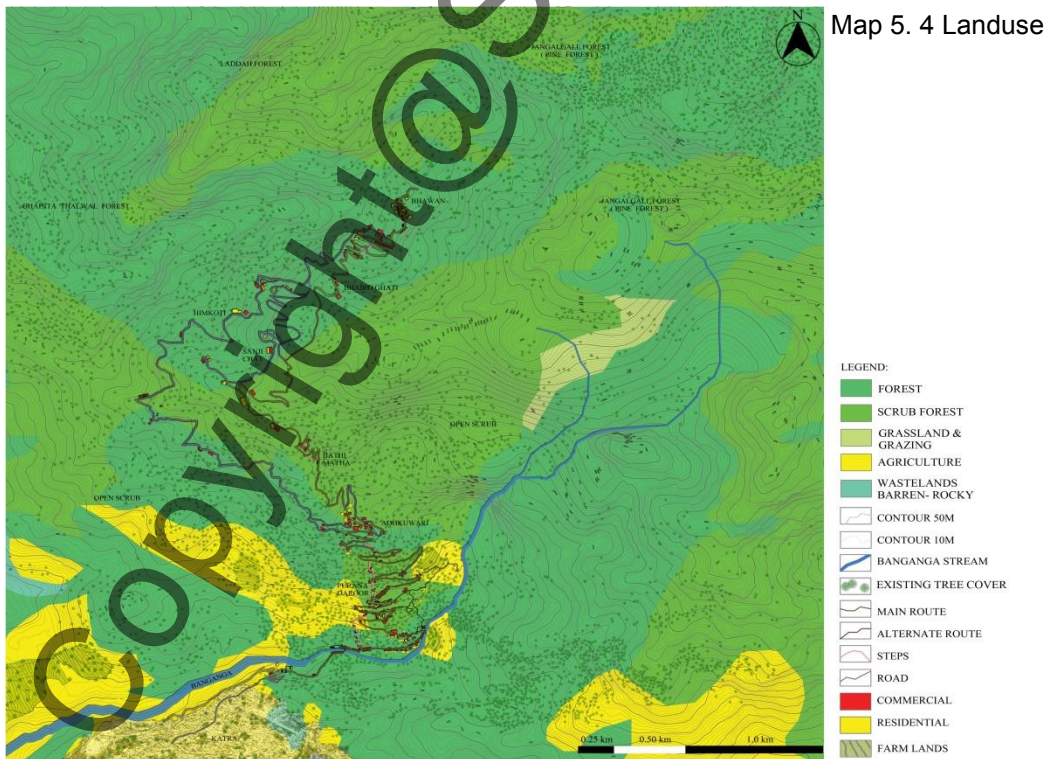 Map 5. 4 Landuse
N
LADDAH FOREST
JANGALGALI FOREST
( PINE FOREST )
THALWAL FOREST
BHAWAN
JANGALGALI FOREST
( PINE FOREST )
BHAIRO GHATI
HIMKOTI
SANJI
CHAT
OPEN SCRUB
HATHI
MATHA
OPEN SCRUB
ADHKUWARI
PURANA
DAROOR
BANGANGA
KATRA
0.25 km 0.50 km 1.0 km
LEGEND:
FOREST
SCRUB FOREST
GRASSLAND &
GRAZING
AGRICULTURE
WASTELANDS
BARREN- ROCKY
CONTOUR 50M
CONTOUR 10M
BANGANGA STREAM
EXISTING TREE COVER
MAIN ROUTE
ALTERNATE ROUTE
STEPS
ROAD
COMMERCIAL
RESIDENTIAL
FARM LANDS
Copyright@S